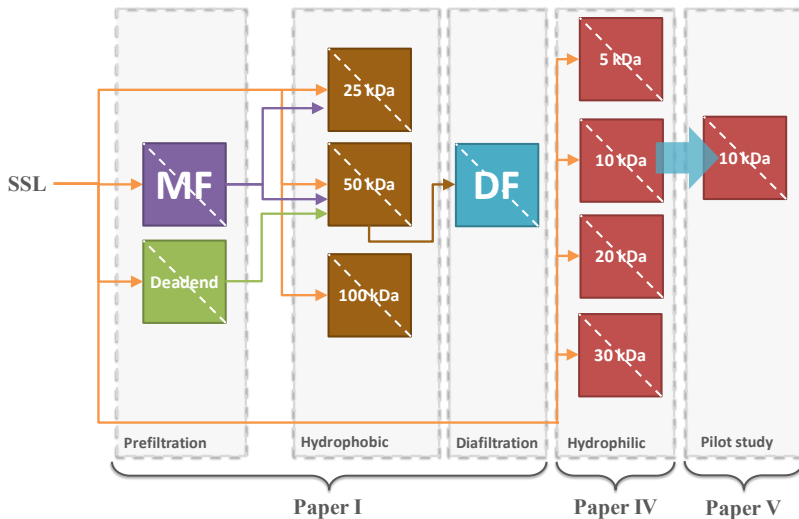 SSL
MF
Deadend
Prefiltration
25 kDa
50 kDa
100 kDa
Hydrophobic
DF
Diafiltration
5 kDa
10 kDa
20 kDa
30 kDa
Hydrophilic
10 kDa
Pilot study
Paper I
Paper IV
Paper V